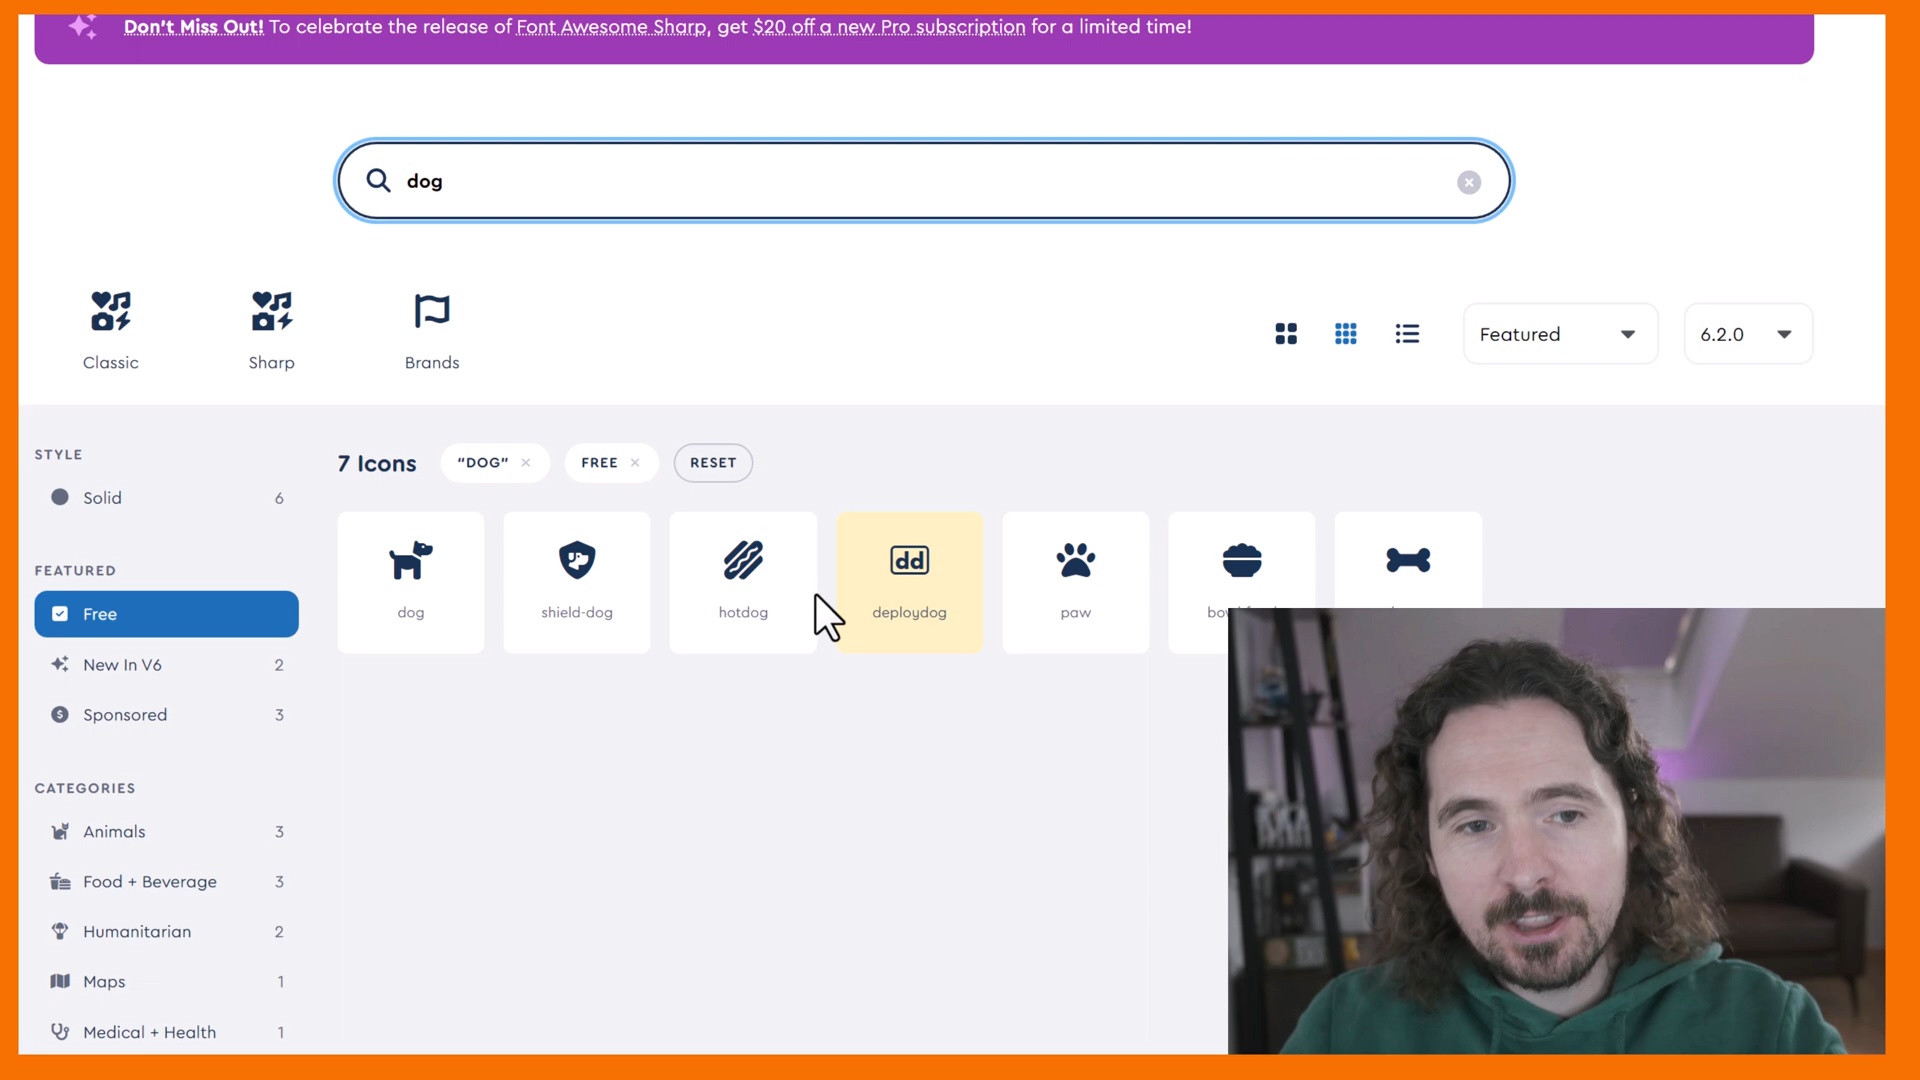 Don't Miss Out! To celebrate the release of Font Awesome Sharp, get $20 off a new Pro subscription for a limited time!
dog
Classic
Sharp
Brands
Featured
6.2.0
STYLE
Solid 6
FEATURED
Free
New In V6 2
Sponsored 3
CATEGORIES
Animals 3
Food + Beverage 3
Humanitarian 2
Maps 1
Medical + Health 1
7 Icons "DOG" × FREE × RESET
dog
shield-dog
hotdog
dd
deploydog
paw